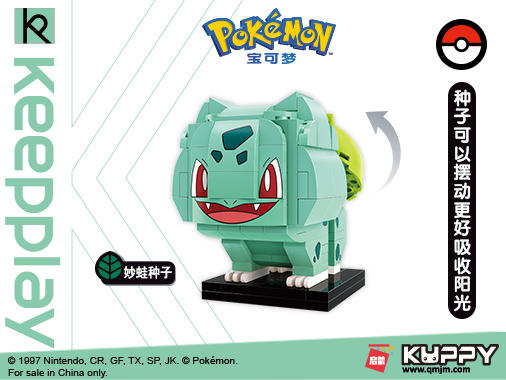 keepplay
POKÉMON
宝可梦
种子可以摆动更好吸收阳光
妙蛙种子
© 1997 Nintendo, CR, GF, TX, SP, JK. © Pokémon.
For sale in China only.
启蒙 KUPPY
www.qmjm.com